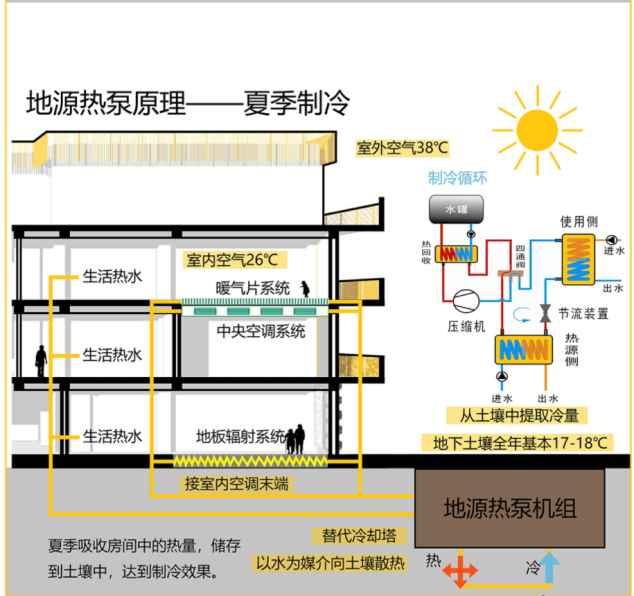 地源热泵原理——夏季制冷
室外空气38℃
制冷循环
水罐
热回收
四通阀
使用侧
进水
出水
压缩机
节流装置
热源侧
进水
出水
从土壤中提取冷量
地下土壤全年基本17-18℃
室内空气26℃
生活热水
暖气片系统
中央空调系统
生活热水
生活热水
地板辐射系统
接室内空调末端
地源热泵机组
替代冷却塔
以水为媒介向土壤散热
热
冷
夏季吸收房间中的热量，储存
到土壤中，达到制冷效果。